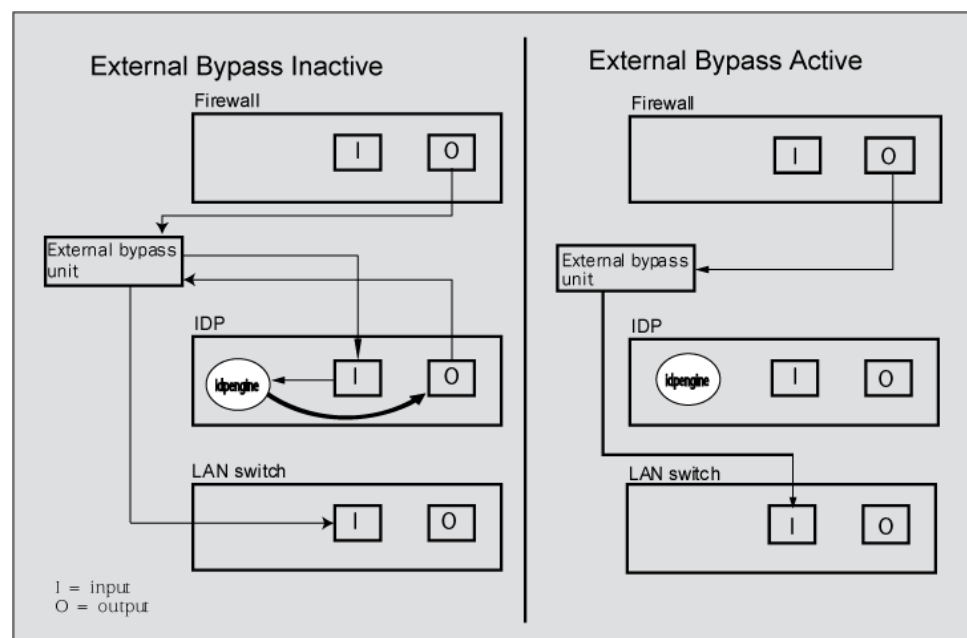 External Bypass Inactive
Firewall
I
O
External bypass
unit
IDP
idpengine
I
O
LAN switch
I
O
I = input
O = output
External Bypass Active
Firewall
I
O
External bypass
unit
IDP
idpengine
I
O
LAN switch
I
O